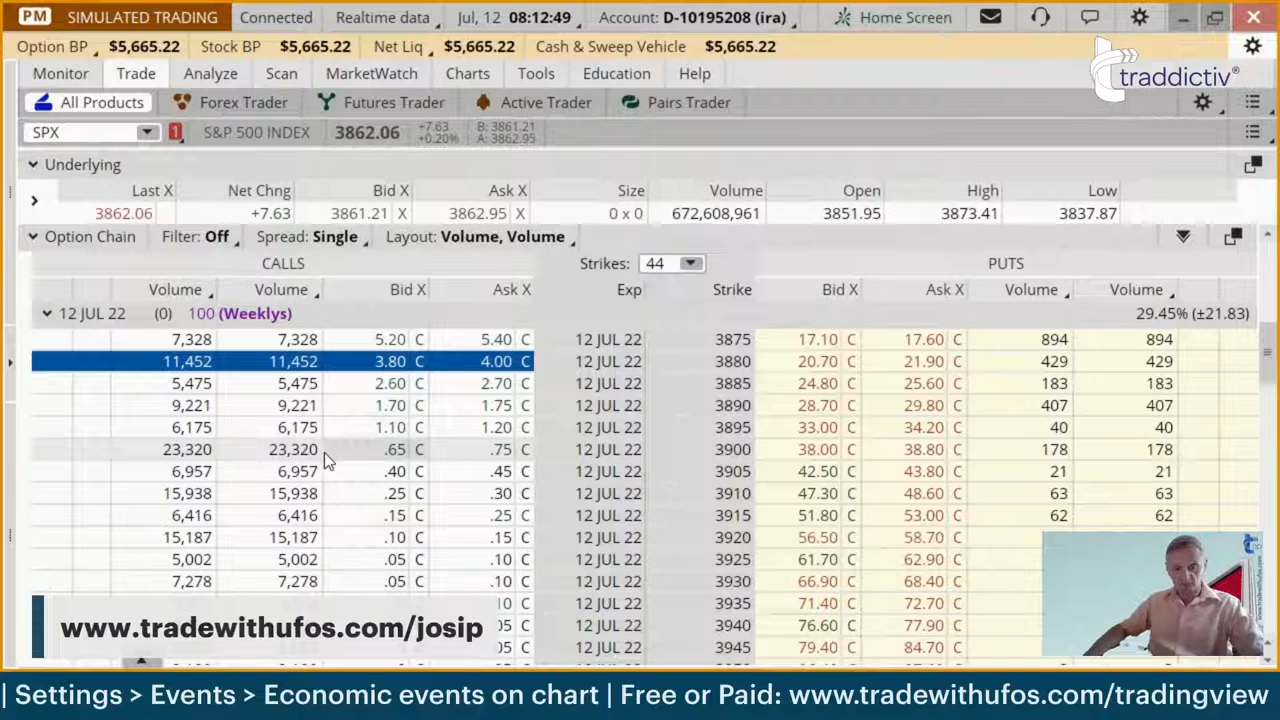 PM SIMULATED TRADING Connected Realtime data Jul, 12 08:12:49 Account: D-10195208 (ira) Home Screen
Option BP $5,665.22 Stock BP $5,665.22 Net Liq $5,665.22 Cash & Sweep Vehicle $5,665.22
Monitor Trade Analyze Scan MarketWatch Charts Tools Education Help
traddictiv®
All Products Forex Trader Futures Trader Active Trader Pairs Trader
SPX 1 S&P 500 INDEX 3862.06 +7.63 B: 3861.21
+0.20% A: 3862.95
Underlying
Last X Net Chng Bid X Ask X Size Volume Open High Low
3862.06 +7.63 3861.21 X 3862.95 X 0 x 0 672,608,961 3851.95 3873.41 3837.87
Option Chain Filter: Off Spread: Single Layout: Volume, Volume
CALLS Strikes: 44 PUTS
Volume Volume Bid X Ask X Exp Strike Bid X Ask X Volume Volume
12 JUL 22 (0) 100 (Weeklys) 29.45% (±21.83)
7,328 7,328 5.20 C 5.40 C 12 JUL 22 3875 17.10 C 17.60 C 894 894
11,452 11,452 3.80 C 4.00 C 12 JUL 22 3880 20.70 C 21.90 C 429 429
5,475 5,475 2.60 C 2.70 C 12 JUL 22 3885 24.80 C 25.60 C 183 183
9,221 9,221 1.70 C 1.75 C 12 JUL 22 3890 28.70 C 29.80 C 407 407
6,175 6,175 1.10 C 1.20 C 12 JUL 22 3895 33.00 C 34.20 C 40 40
23,320 23,320 .65 C .75 C 12 JUL 22 3900 38.00 C 38.80 C 178 178
6,957 6,957 .40 C .45 C 12 JUL 22 3905 42.50 C 43.80 C 21 21
15,938 15,938 .25 C .30 C 12 JUL 22 3910 47.30 C 48.60 C 63 63
6,416 6,416 .15 C .25 C 12 JUL 22 3915 51.80 C 53.00 C 62 62
15,187 15,187 .10 C .15 C 12 JUL 22 3920 56.50 C 58.70 C
5,002 5,002 .05 C .10 C 12 JUL 22 3925 61.70 C 62.90 C
7,278 7,278 .05 C .10 C 12 JUL 22 3930 66.90 C 68.40 C
10 C 12 JUL 22 3935 71.40 C 72.70 C
05 C 12 JUL 22 3940 76.60 C 77.90 C
05 C 12 JUL 22 3945 79.40 C 84.70 C
www.tradewithufos.com/josip
| Settings > Events > Economic events on chart | Free or Paid: www.tradewithufos.com/tradingview